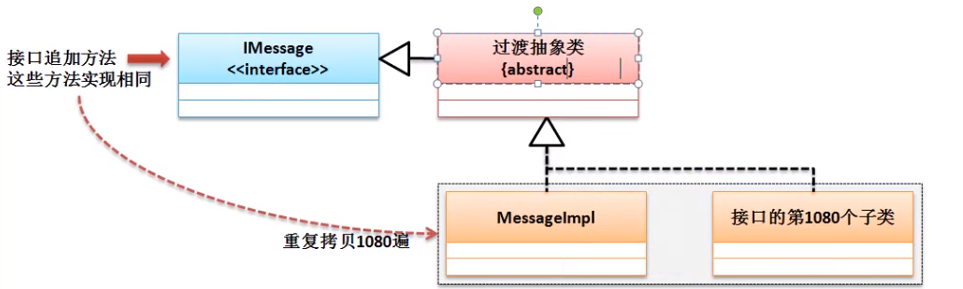 接口追加方法
这些方法实现相同
IMessage
<<interface>>
过渡抽象类
{abstract}
重复拷贝1080遍
MessageImpl
接口的第1080个子类